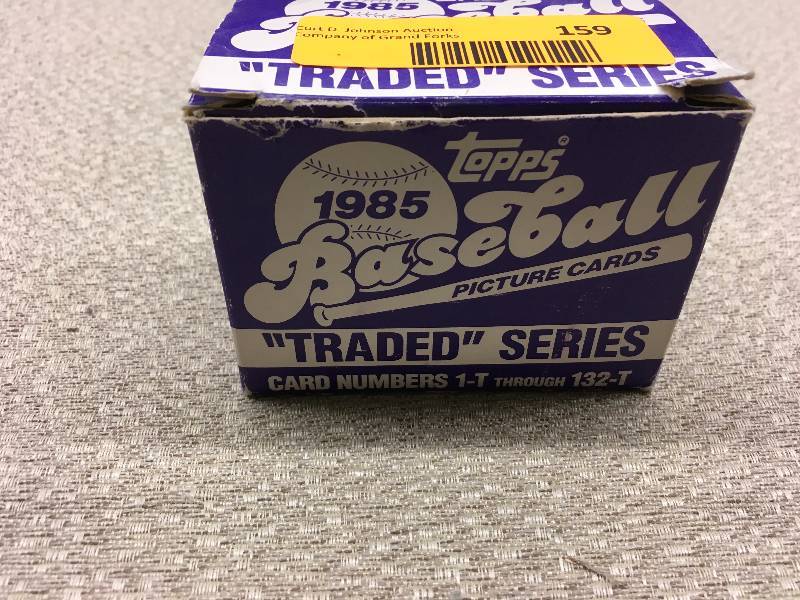 1985 Baseball
Curt D. Johnson Auction
Company of Grand Forks
159
"TRADED" SERIES
TOPPS®
1985
Baseball
PICTURE CARDS
"TRADED" SERIES
CARD NUMBERS 1-T THROUGH 132-T